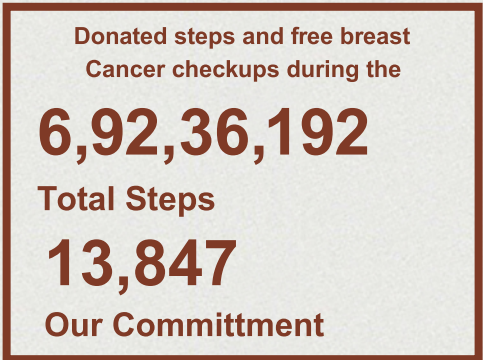 Donated steps and free breast
Cancer checkups during the
6,92,36,192
Total Steps
13,847
Our Committment